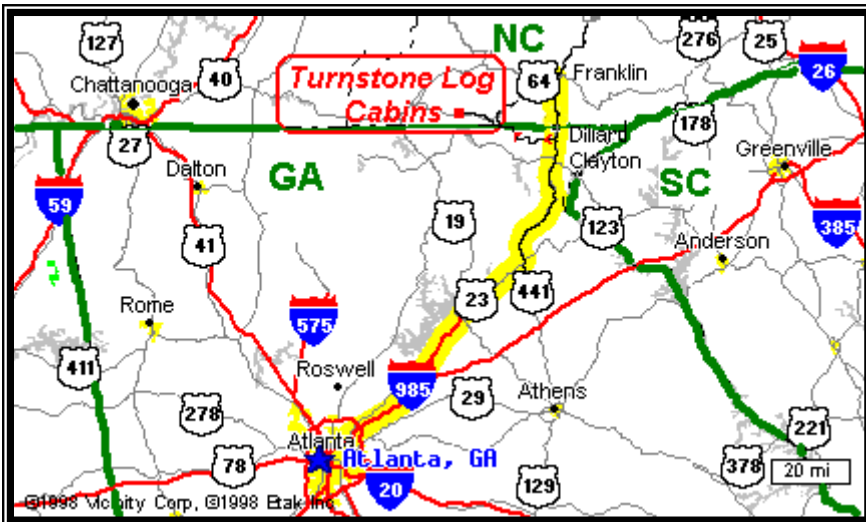 NC
127
276
25
40
64
Franklin
26
Chattanooga
Turnstone Log
Cabins
178
Dillard
27
Clayton
Greenville
Dalton
GA
SC
59
19
123
385
41
Anderson
23
441
Rome
575
411
Roswell
985
29
Athens
278
221
Atlanta
Atlanta, GA
78
378
20 mi
20
129
©1998 Vicinity Corp, ©1998 Etak Inc